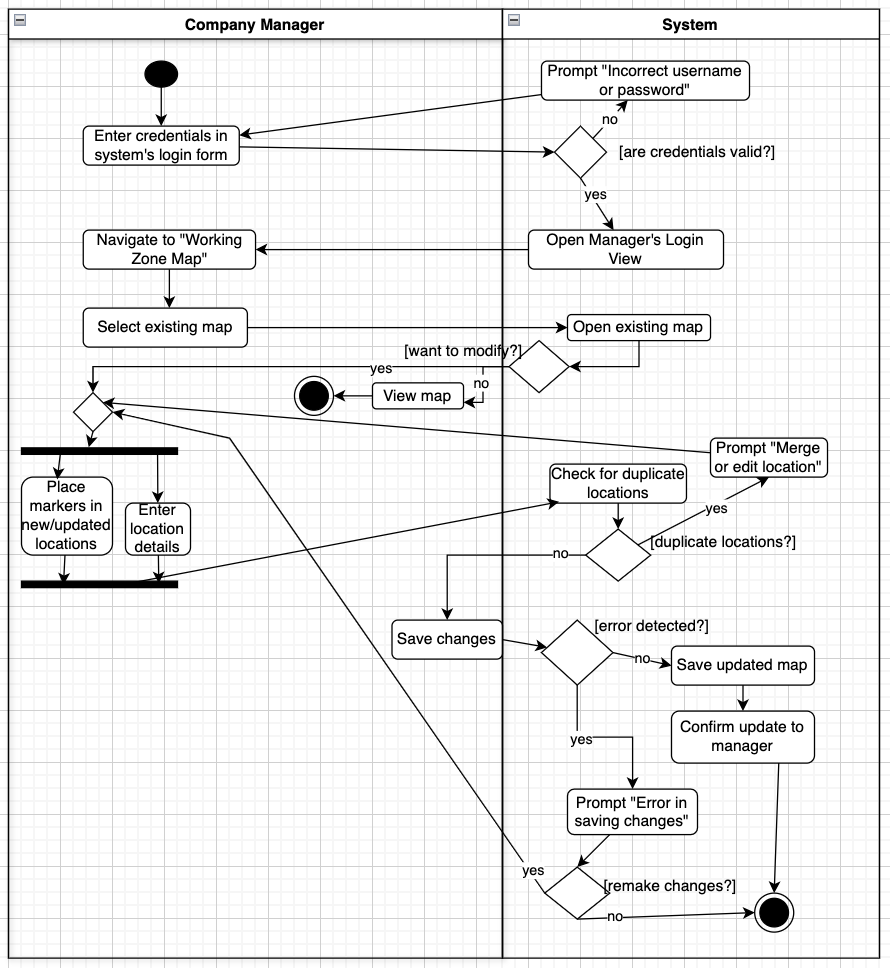 Company Manager
System
Prompt "Incorrect username
or password"
no
Enter credentials in
system's login form
[are credentials valid?]
yes
Navigate to "Working
Zone Map"
Open Manager's Login
View
Select existing map
Open existing map
[want to modify?]
yes
no
View map
Prompt "Merge
or edit location"
Check for duplicate
locations
Place
markers in
new/updated
locations
Enter
location
details
yes
[duplicate locations?]
no
Save changes
[error detected?]
no
Save updated map
Confirm update to
manager
yes
Prompt "Error in
saving changes"
yes
[remake changes?]
no